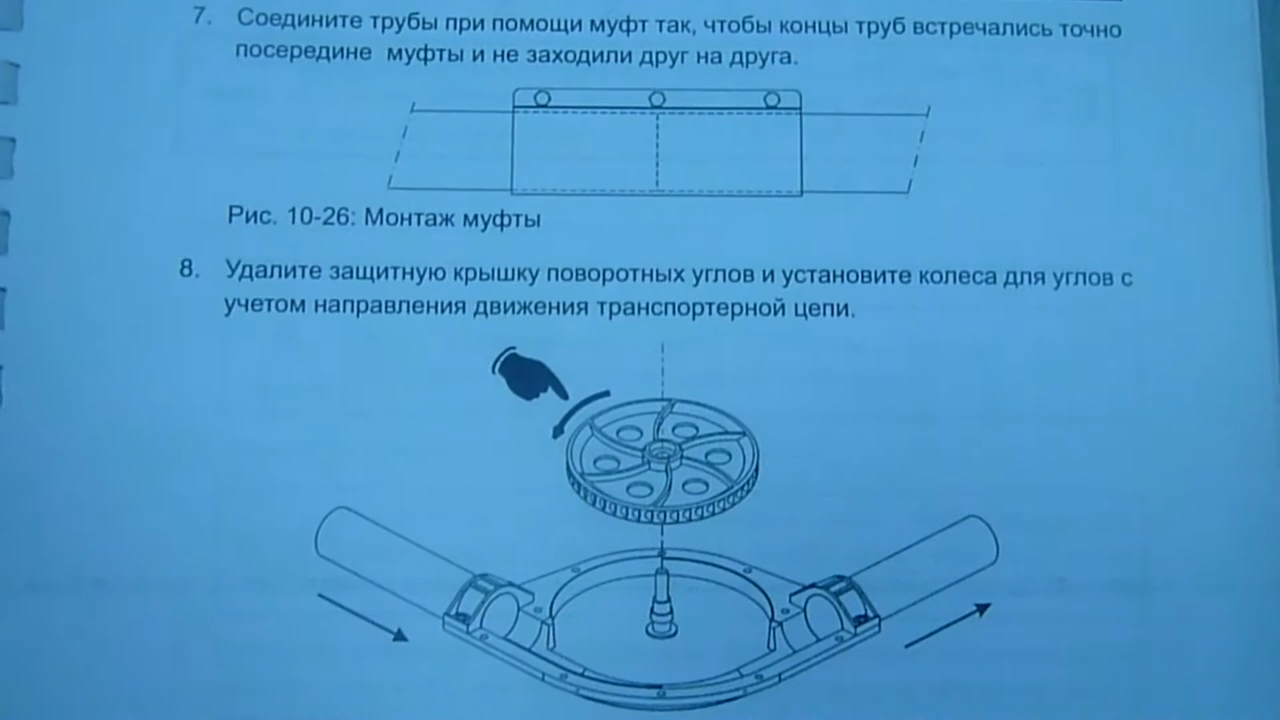 7. Соедините трубы при помощи муфт так, чтобы концы труб встречались точно
посередине муфты и не заходили друг на друга.
Рис. 10-26: Монтаж муфты
8. Удалите защитную крышку поворотных углов и установите колеса для углов с
учетом направления движения транспортерной цепи.